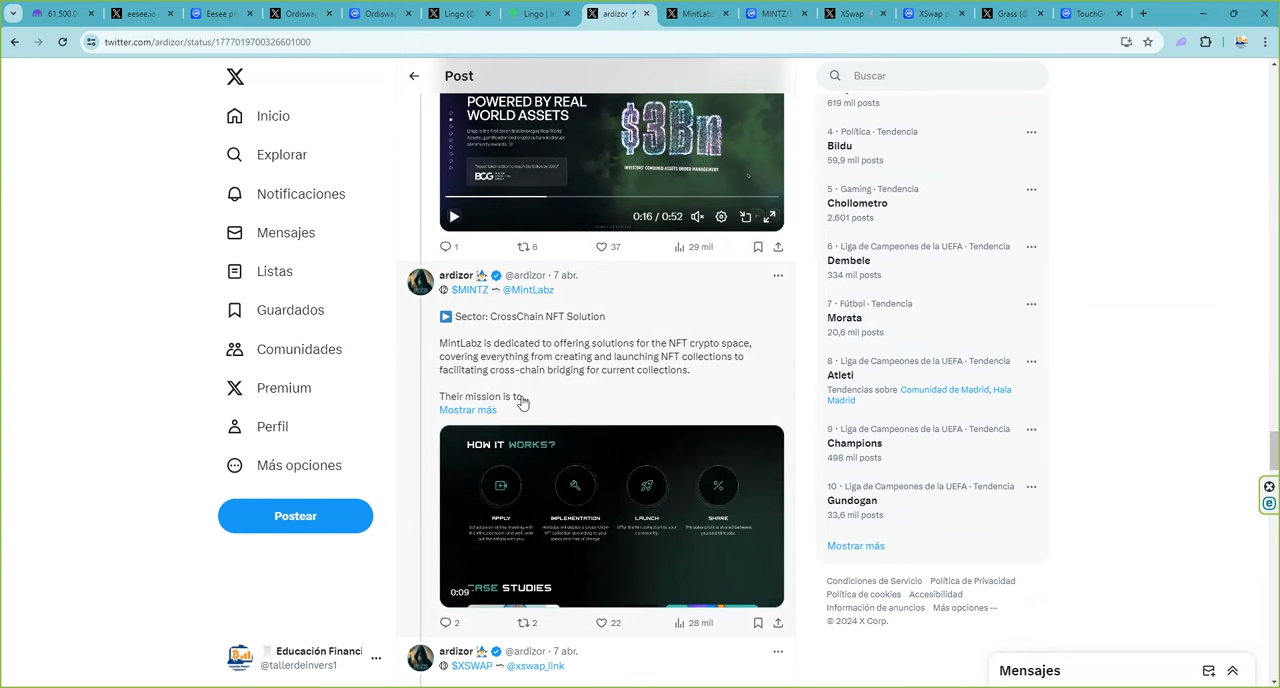 61,500.0
eesee.io
Eesee pr
Ordiswap
Ordiswap
Lingo (©
Lingo | M
ardizor
MintLab
MINTZ/
XSwap
XSwap p
Grass (
TouchG
twitter.com/ardizor/status/1777019700326601000
Inicio
Explorar
Notificaciones
Mensajes
Listas
Guardados
Comunidades
Premium
Perfil
Más opciones
Postear
Educación Financi
@tallerdeinvers1
Post
POWERED BY REAL
WORLD ASSETS
$3Bn
INVESTORS' COMBINED ASSETS UNDER MANAGEMENT
BCG
0:16 / 0:52
1
6
37
29 mil
ardizor @ardizor · 7 abr.
$MINTZ @MintLabz
Sector: CrossChain NFT Solution
MintLabz is dedicated to offering solutions for the NFT crypto space,
covering everything from creating and launching NFT collections to
facilitating cross-chain bridging for current collections.
Their mission is to
Mostrar más
HOW IT WORKS?
APPLY
IMPLEMENTATION
LAUNCH
SHARE
CASE STUDIES
0:09
2
2
22
28 mil
ardizor @ardizor · 7 abr.
$XSWAP @xswap_link
Buscar
619 mil posts
4 · Política · Tendencia
Bildu
59,9 mil posts
5 · Gaming · Tendencia
Chollometro
2.601 posts
6 · Liga de Campeones de la UEFA · Tendencia
Dembele
334 mil posts
7 · Fútbol · Tendencia
Morata
20,6 mil posts
8 · Liga de Campeones de la UEFA · Tendencia
Atleti
Tendencias sobre Comunidad de Madrid, Hala
Madrid
9 · Liga de Campeones de la UEFA · Tendencia
Champions
498 mil posts
10 · Liga de Campeones de la UEFA · Tendencia
Gundogan
33,6 mil posts
Mostrar más
Condiciones de Servicio Política de Privacidad
Política de cookies Accesibilidad
Información de anuncios Más opciones ···
© 2024 X Corp.
Mensajes